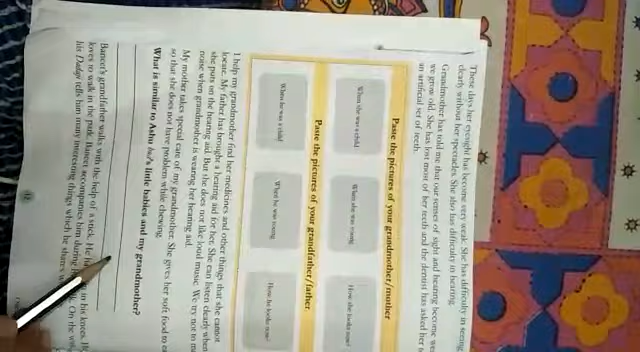 These days her eyesight has become very weak. She has difficulty in seeing
clearly without her spectacles. She also has difficulty in hearing.
Grandmother has told me that our senses of sight and hearing become weak
we grow old. She has lost most of her teeth and the dentist has asked her to
an artificial set of teeth.
Paste the pictures of your grandmother/mother
When she was a child
When she was young
How she looks now?
Paste the pictures of your grandfather/father
When he was a child
When he was young
How he looks now?
I help my grandmother find her medicines and other things that she cannot
locate. My father has brought a hearing aid for her. She can listen clearly when
she puts on the hearing aid. But she does not like loud music. We try not to m
noise when grandmother is wearing her hearing aid.
My mother takes special care of my grandmother. She gives her soft food to ea
so that she does not have problem while chewing.
What is similar to Ashu little babies and my grandmother?
grandfather walks with the help of a stick. He in his knees. He
loves to walk in the park. accompanies him during
his Dadaji tells him many interesting things which he shares On the